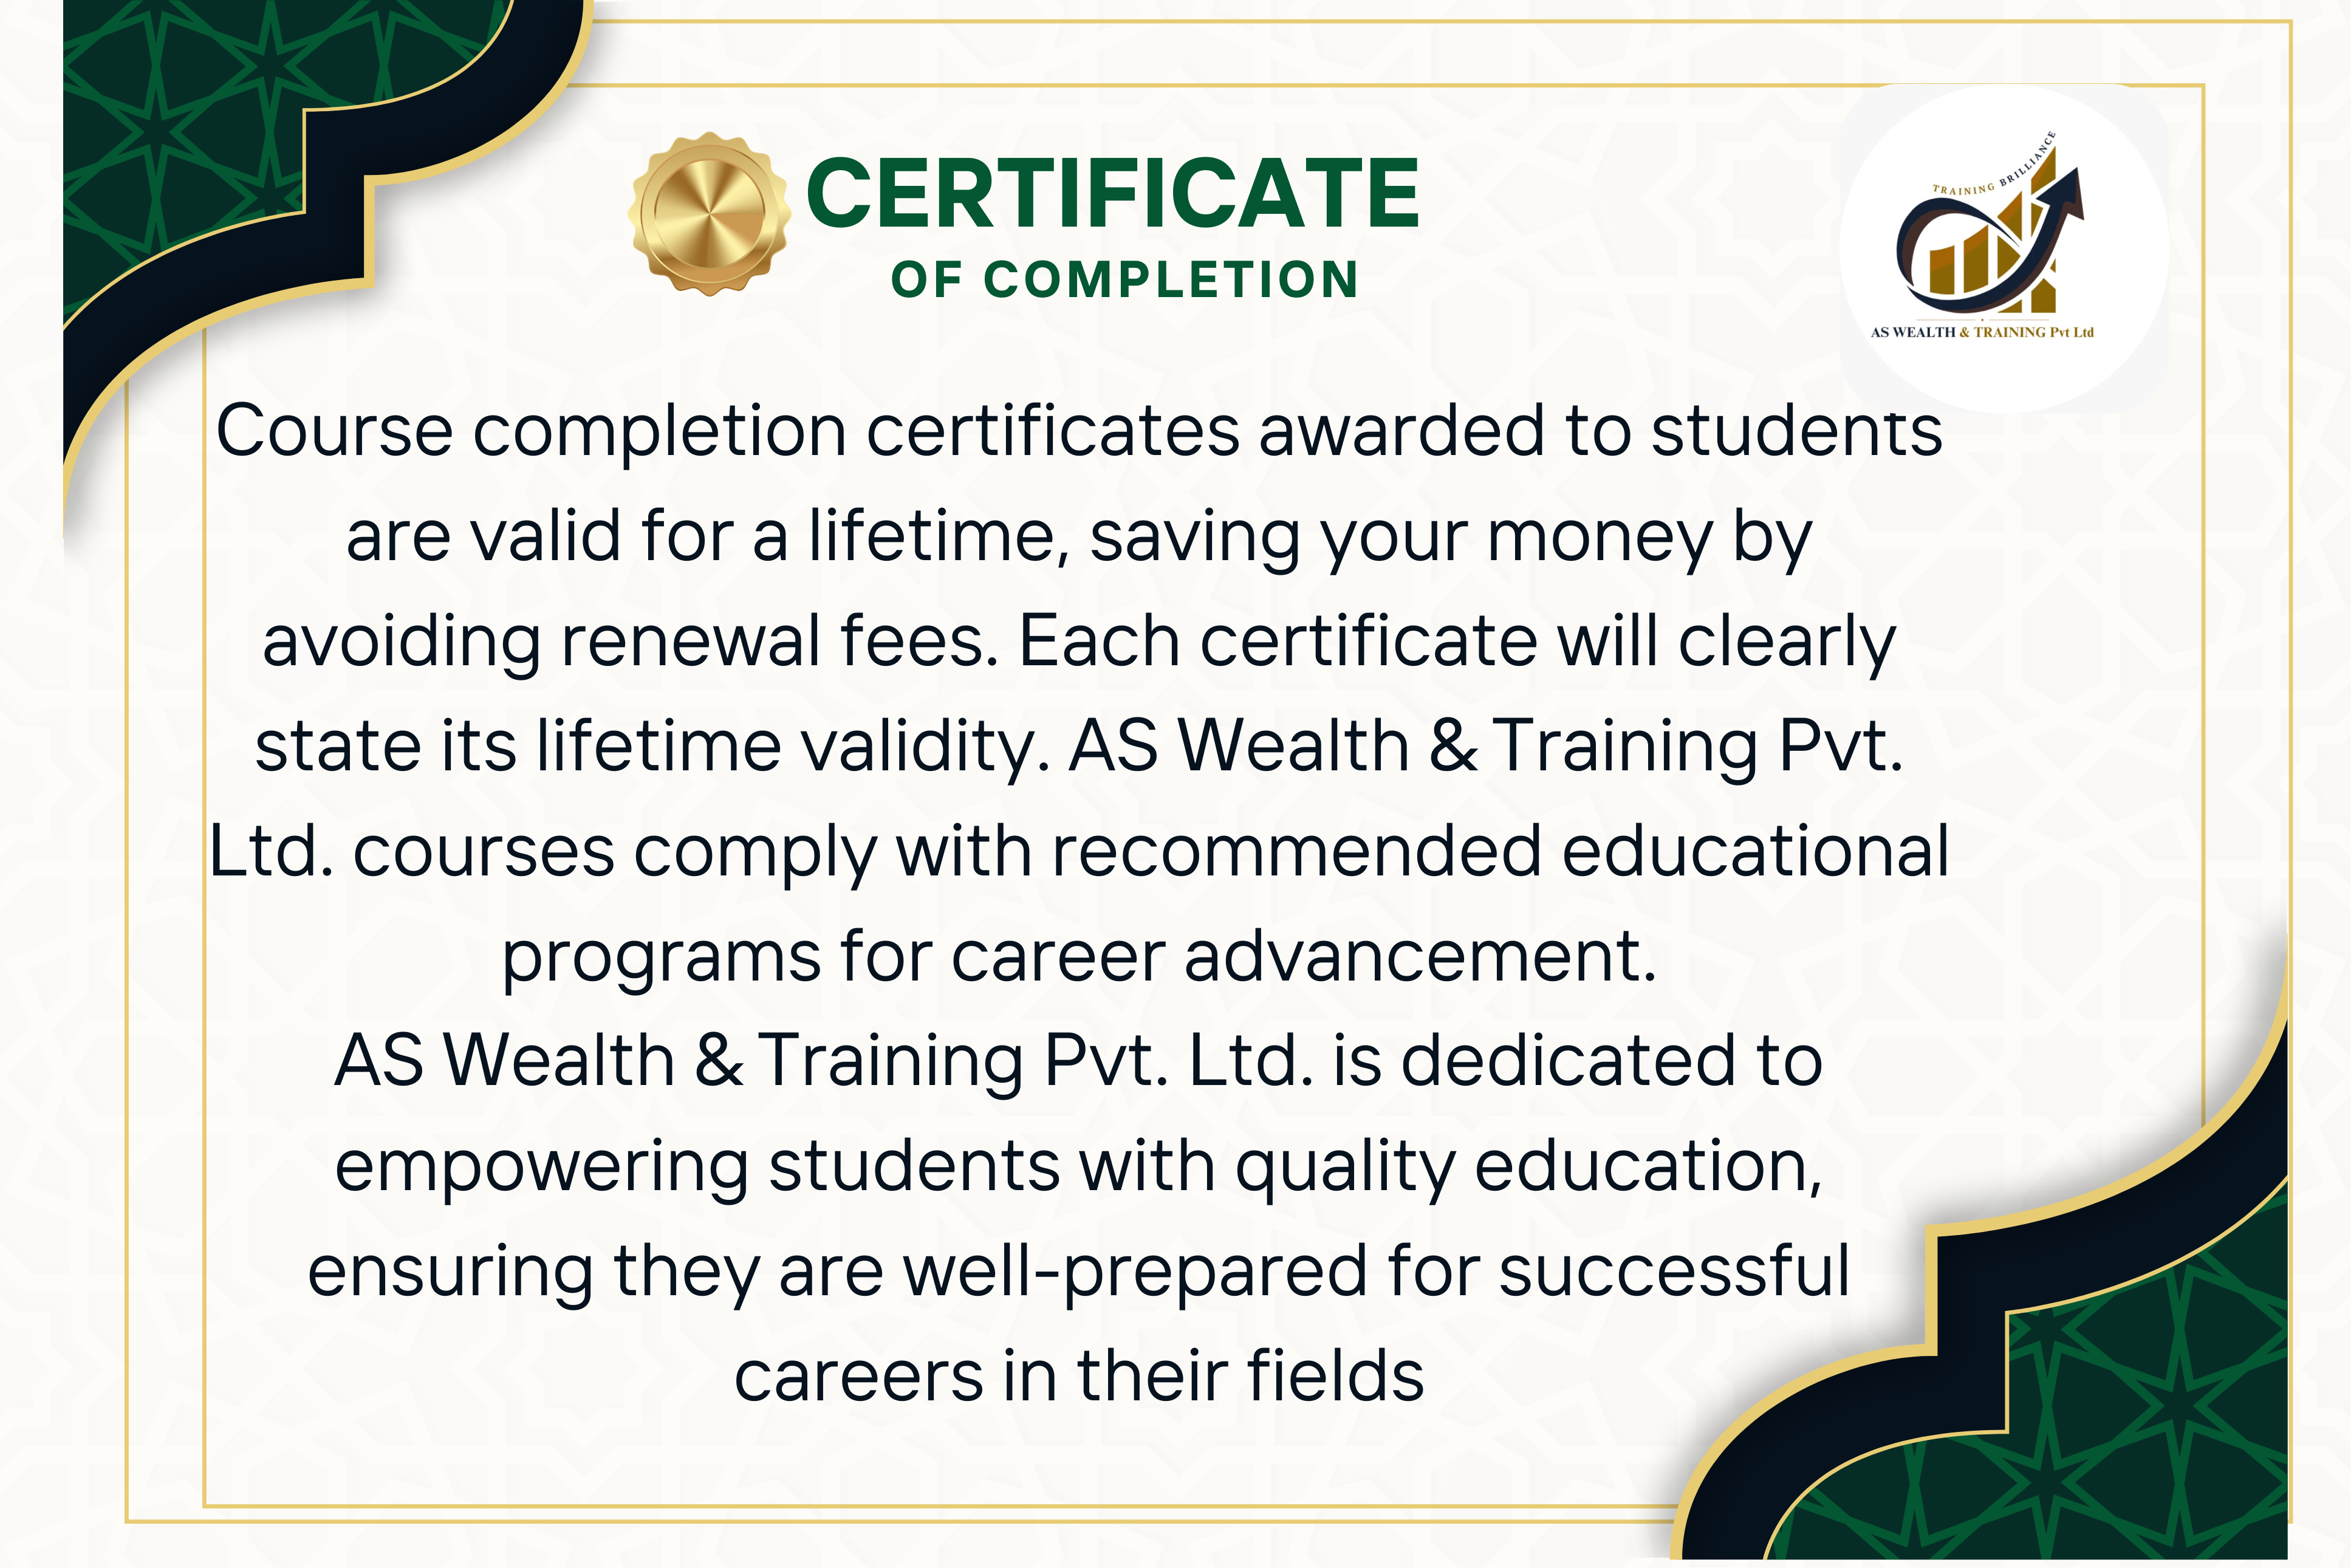 CERTIFICATE
OF COMPLETION
TRAINING BRILLIANCE
AS WEALTH & TRAINING Pvt Ltd
Course completion certificates awarded to students
are valid for a lifetime, saving your money by
avoiding renewal fees. Each certificate will clearly
state its lifetime validity. AS Wealth & Training Pvt.
Ltd. courses comply with recommended educational
programs for career advancement.
AS Wealth & Training Pvt. Ltd. is dedicated to
empowering students with quality education,
ensuring they are well-prepared for successful
careers in their fields